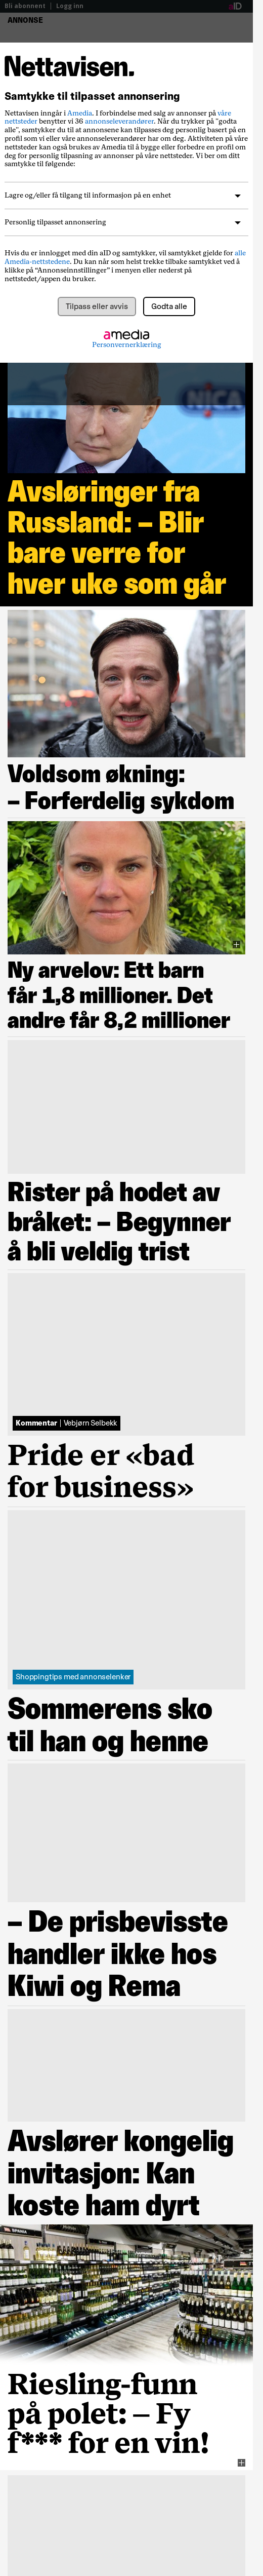 Bli abonnent | Logg inn
aID
ANNONSE
Nettavisen.
Samtykke til tilpasset annonsering
Nettavisen inngår i Amedia. I forbindelse med salg av annonser på våre
nettsteder benytter vi 36 annonseleverandører. Når du trykker på "godta
alle", samtykker du til at annonsene kan tilpasses deg personlig basert på en
profil som vi eller våre annonseleverandører har om deg. Aktiviteten på våre
nettsteder kan også brukes av Amedia til å bygge eller forbedre en profil om
deg for personlig tilpasning av annonser på våre nettsteder. Vi ber om ditt
samtykke til følgende:
Lagre og/eller få tilgang til informasjon på en enhet
Personlig tilpasset annonsering
Hvis du er innlogget med din aID og samtykker, vil samtykket gjelde for alle
Amedia-nettstedene. Du kan når som helst trekke tilbake samtykket ved å
klikke på “Annonseinnstillinger” i menyen eller nederst på
nettstedet/appen du bruker.
Tilpass eller avvis
Godta alle
amedia
Personvernerklæring
Avsløringer fra
Russland: – Blir
bare verre for
hver uke som går
Voldsom økning:
– Forferdelig sykdom
Ny arvelov: Ett barn
får 1,8 millioner. Det
andre får 8,2 millioner
Rister på hodet av
bråket: – Begynner
å bli veldig trist
Kommentar | Vebjørn Selbekk
Pride er «bad
for business»
Shoppingtips med annonselenker
Sommerens sko
til han og henne
– De prisbevisste
handler ikke hos
Kiwi og Rema
Avslører kongelig
invitasjon: Kan
koste ham dyrt
Riesling-funn
på polet: – Fy
f*** for en vin!